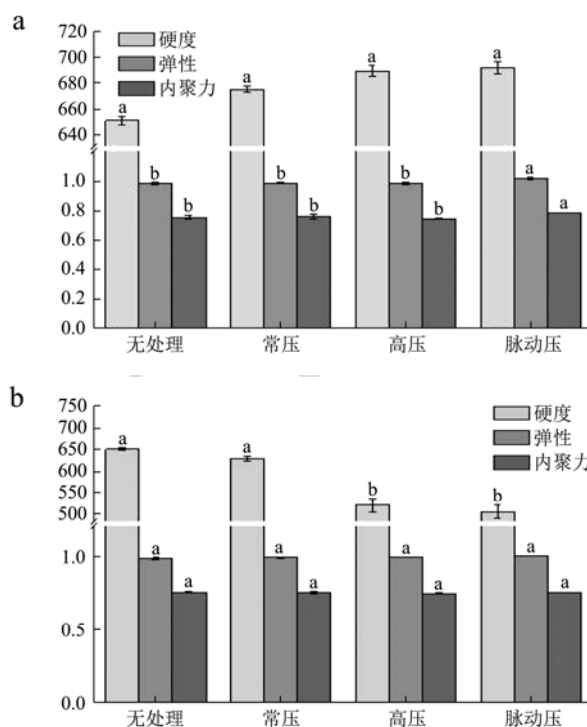 a
720
700
680
660
640
1.0
0.8
0.6
0.4
0.2
0.0
硬度
弹性
内聚力
a b b
a b b
a b b
a a a
无处理 常压 高压 脉动压
b
750
700
650
600
550
500
1.0
0.5
0.0
硬度
弹性
内聚力
a a a
a a a
b a a
b a a
无处理 常压 高压 脉动压